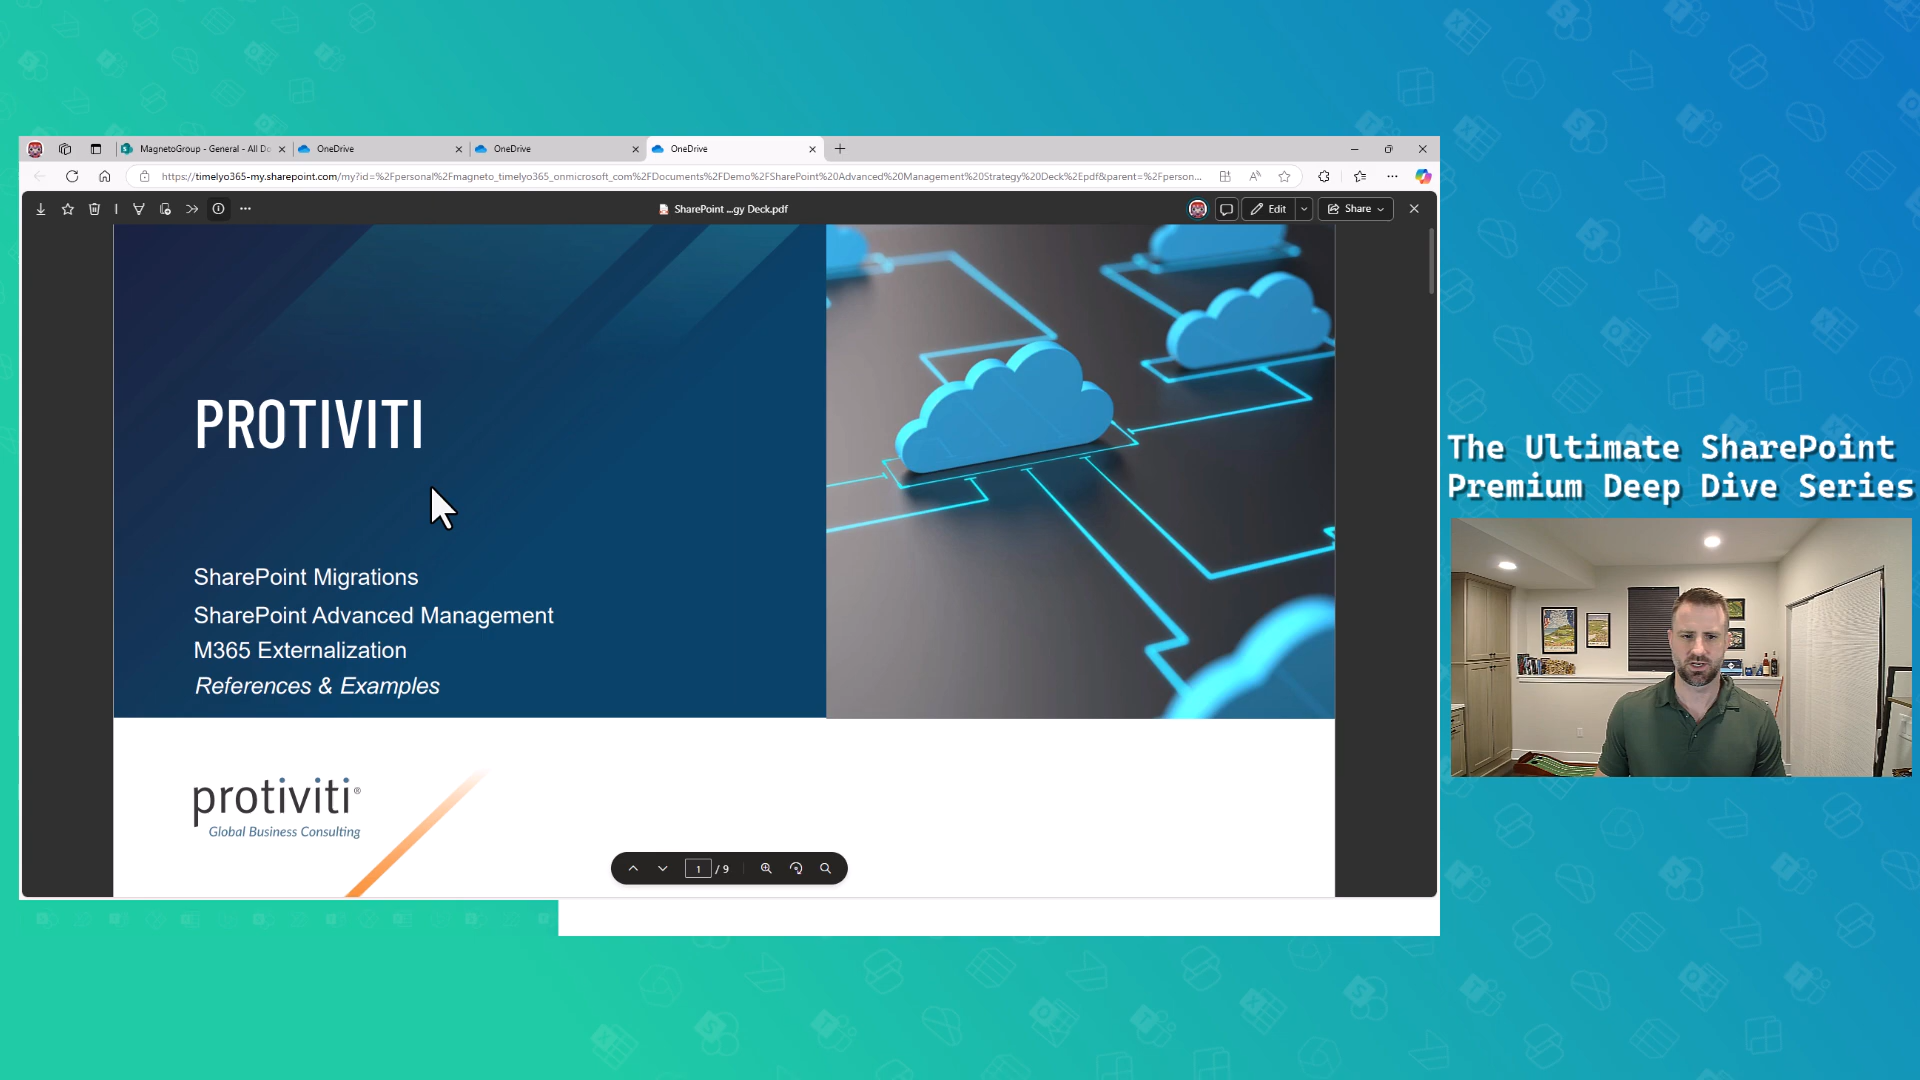 MagnetoGroup - General - All Do
OneDrive
OneDrive
OneDrive
https://timelyo365-my.sharepoint.com/my?id=%2Fpersonal%2Fmagneto_timelyo365_onmicrosoft_com%2FDocuments%2FDemo%2FSharePoint%20Advanced%20Management%20Strategy%20Deck%2Epdf&parent=%2Fperson...
SharePoint ...gy Deck.pdf
Edit
Share
PROTIVITI
SharePoint Migrations
SharePoint Advanced Management
M365 Externalization
References & Examples
protiviti®
Global Business Consulting
1 / 9
The Ultimate SharePoint
Premium Deep Dive Series